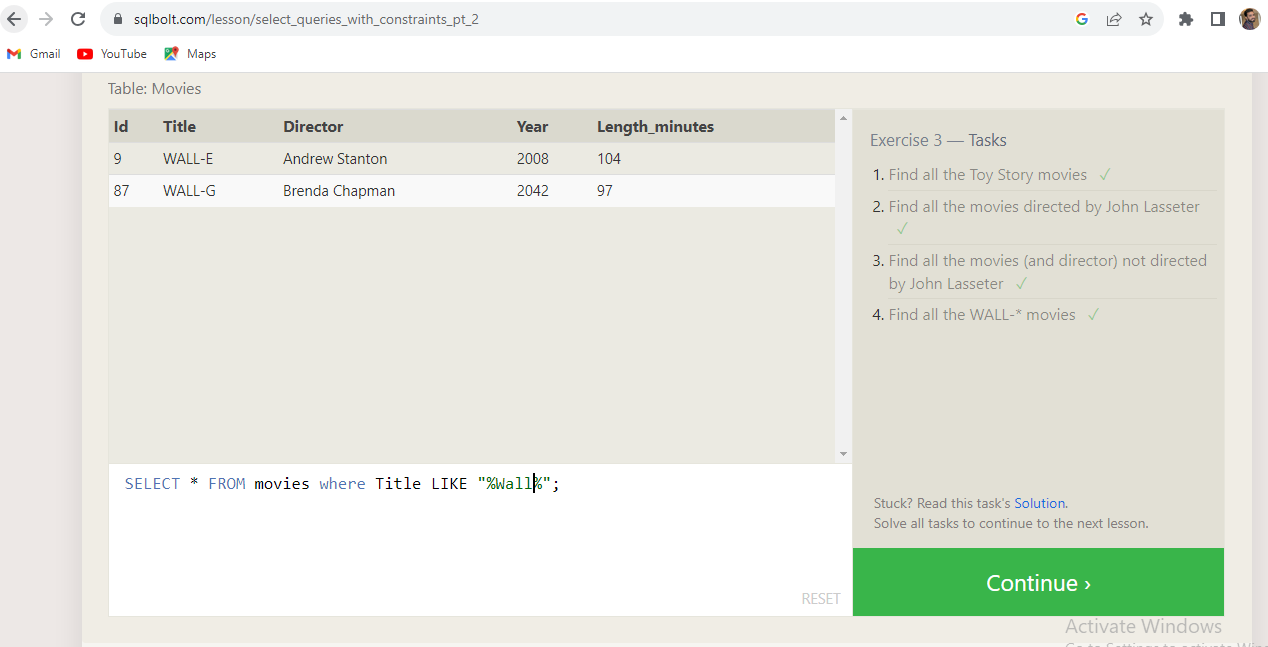 sqlbolt.com/lesson/select_queries_with_constraints_pt_2
Gmail YouTube Maps
Table: Movies
Id Title Director Year Length_minutes
9 WALL-E Andrew Stanton 2008 104
87 WALL-G Brenda Chapman 2042 97
SELECT * FROM movies where Title LIKE "%Wall%";
RESET
Exercise 3 — Tasks
1. Find all the Toy Story movies ✓
2. Find all the movies directed by John Lasseter
✓
3. Find all the movies (and director) not directed
by John Lasseter ✓
4. Find all the WALL-* movies ✓
Stuck? Read this task's Solution.
Solve all tasks to continue to the next lesson.
Continue ›
Activate Windows
Go to Settings to activate